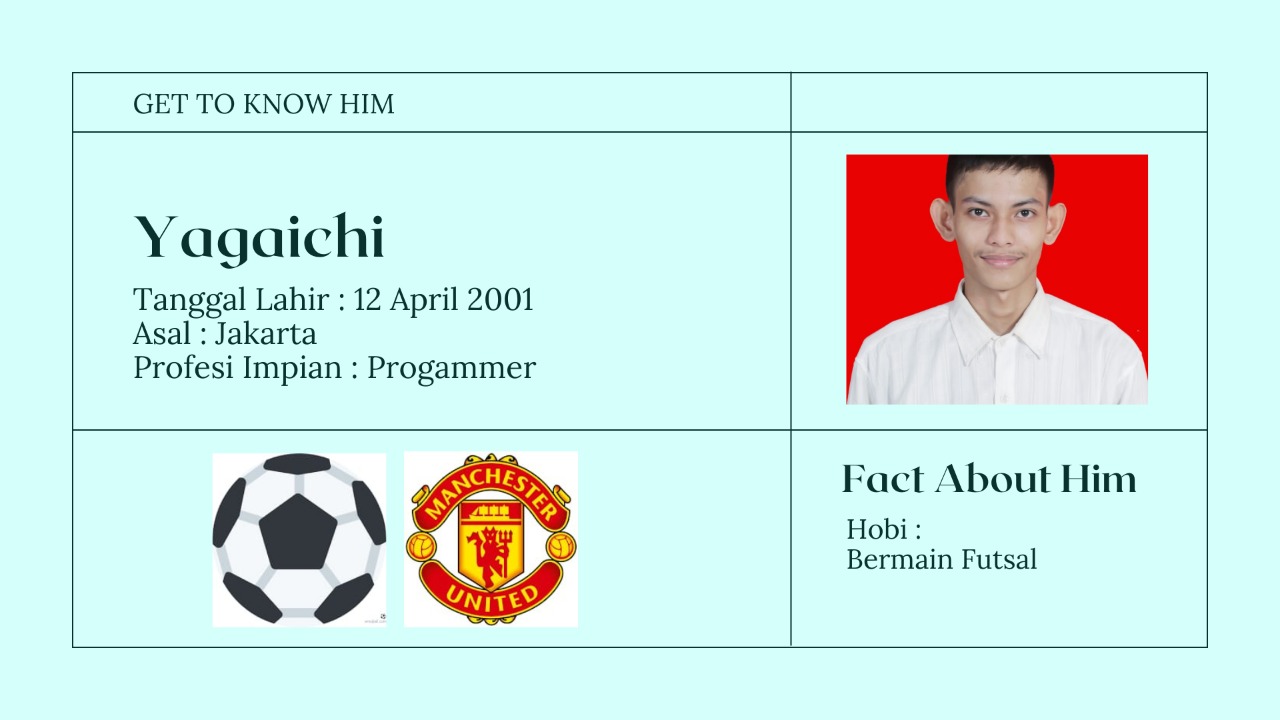 GET TO KNOW HIM
Yagaichi
Tanggal Lahir : 12 April 2001
Asal : Jakarta
Profesi Impian : Progammer
MANCHESTER
UNITED
Fact About Him
Hobi :
Bermain Futsal